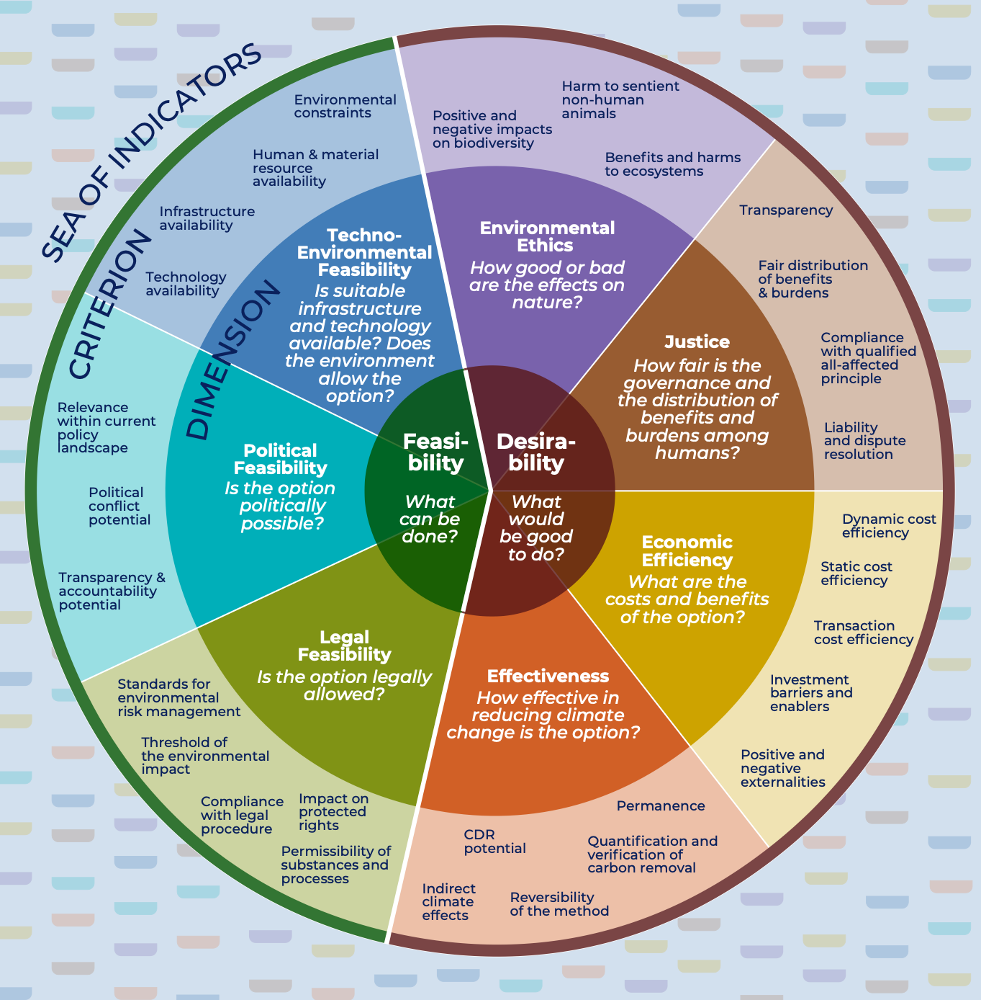 SEA OF INDICATORS
CRITERION
DIMENSION
Environmental
constraints
Human & material
resource
availability
Infrastructure
availability
Technology
availability
Techno-
Environmental
Feasibility
Is suitable
infrastructure
and technology
available? Does
the environment
allow the
option?
Positive and
negative impacts
on biodiversity
Harm to sentient
non-human
animals
Benefits and harms
to ecosystems
Environmental
Ethics
How good or bad
are the effects on
nature?
Transparency
Fair distribution
of benefits
& burdens
Compliance
with qualified
all-affected
principle
Liability
and dispute
resolution
Justice
How fair is the
governance and
the distribution of
benefits and
burdens among
humans?
Feasi-
bility
What
can be
done?
Desira-
bility
What
would
be good
to do?
Relevance
within current
policy
landscape
Political
conflict
potential
Transparency &
accountability
potential
Political
Feasibility
Is the option
politically
possible?
Dynamic cost
efficiency
Static cost
efficiency
Transaction
cost efficiency
Investment
barriers and
enablers
Positive and
negative
externalities
Economic
Efficiency
What are the
costs and benefits
of the option?
Legal
Feasibility
Is the option legally
allowed?
Standards for
environmental
risk management
Threshold of
the environmental
impact
Compliance
with legal
procedure
Impact on
protected
rights
Permissibility of
substances and
processes
Effectiveness
How effective in
reducing climate
change is the option?
Permanence
CDR
potential
Quantification and
verification of
carbon removal
Indirect
climate
effects
Reversibility
of the method